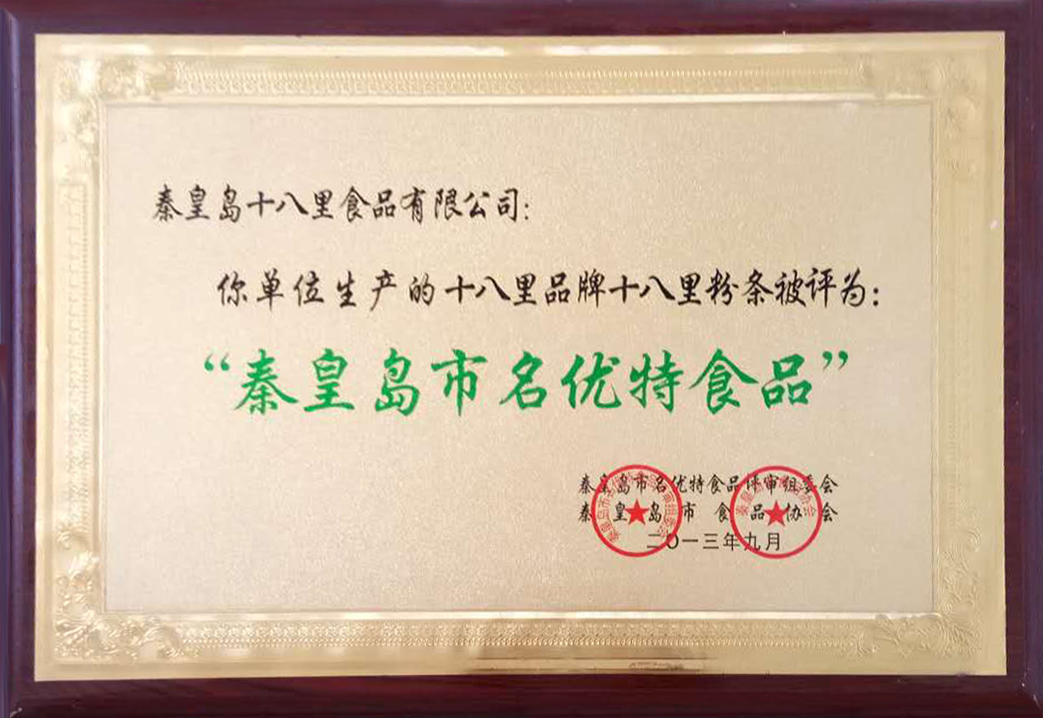 秦皇岛十八里食品有限公司：
你单位生产的十八里品牌十八里粉条被评为：
“秦皇岛市名优特食品”
秦皇岛市名优特食品评审组委会
秦皇岛市食品协会
二〇一三年九月